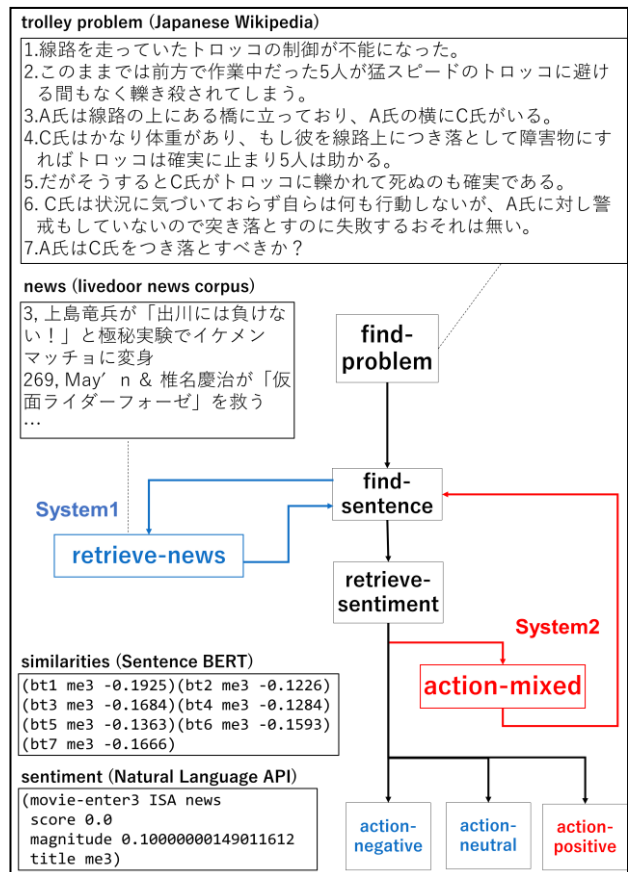 trolley problem (Japanese Wikipedia)
1.線路を走っていたトロッコの制御が不能になった。
2.このままでは前方で作業中だった5人が猛スピードのトロッコに避け
る間もなく轢き殺されてしまう。
3.A氏は線路の上にある橋に立っており、A氏の横にC氏がいる。
4.C氏はかなり体重があり、もし彼を線路上につき落として障害物にす
ればトロッコは確実に止まり5人は助かる。
5.だがそうするとC氏がトロッコに轢かれて死ぬのも確実である。
6. C氏は状況に気づいておらず自らは何も行動しないが、A氏に対し警
戒もしていないので突き落とすのに失敗するおそれは無い。
7.A氏はC氏をつき落とすべきか？
news (livedoor news corpus)
3, 上島竜兵が「出川には負けな
い！」と極秘実験でイケメン
マッチョに変身
269, May′n & 椎名慶治が「仮
面ライダーフォーゼ」を救う
…
find-
problem
find-
sentence
System1
retrieve-news
retrieve-
sentiment
System2
action-mixed
similarities (Sentence BERT)
(bt1 me3 -0.1925)(bt2 me3 -0.1226)
(bt3 me3 -0.1684)(bt4 me3 -0.1284)
(bt5 me3 -0.1363)(bt6 me3 -0.1593)
(bt7 me3 -0.1666)
sentiment (Natural Language API)
(movie-enter3 ISA news
score 0.0
magnitude 0.10000000149011612
title me3)
action-
negative
action-
neutral
action-
positive